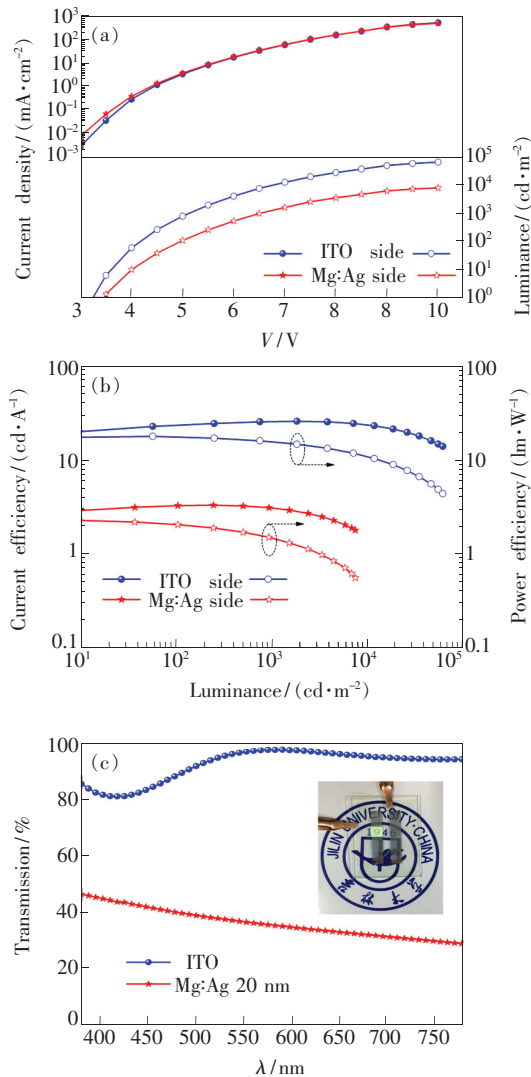 (a)
Current density/(mA·cm⁻²)
10³
10²
10¹
10⁰
10⁻¹
10⁻²
10⁻³
10⁵
10⁴
10³
10²
10¹
10⁰
Luminance/(cd·m⁻²)
ITO side
Mg:Ag side
3 4 5 6 7 8 9 10
V/V
(b)
Current efficiency/(cd·A⁻¹)
100
10
1
0.1
100
10
1
0.1
Power efficiency/(lm·W⁻¹)
ITO side
Mg:Ag side
10¹ 10² 10³ 10⁴ 10⁵
Luminance/(cd·m⁻²)
(c)
Transmission/%
100
80
60
40
20
0
JILIN UNIVERSITY·CHINA
1946
ITO
Mg:Ag 20 nm
400 450 500 550 600 650 700 750
λ/nm